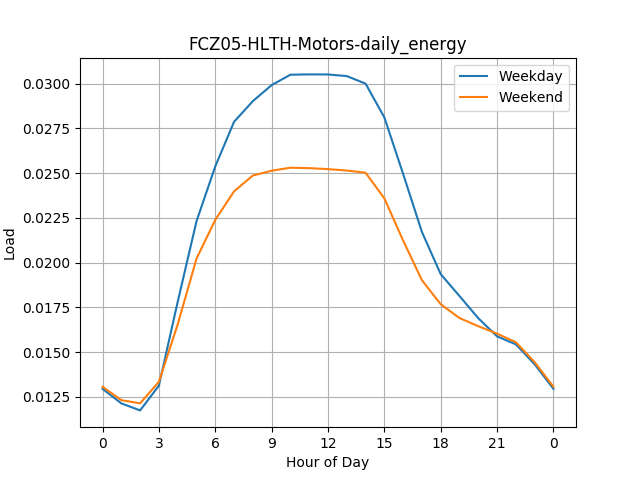 FCZ05-HLTH-Motors-daily_energy
Weekday
Weekend
0.0300
0.0275
0.0250
0.0225
0.0200
0.0175
0.0150
0.0125
Load
0 3 6 9 12 15 18 21 0
Hour of Day